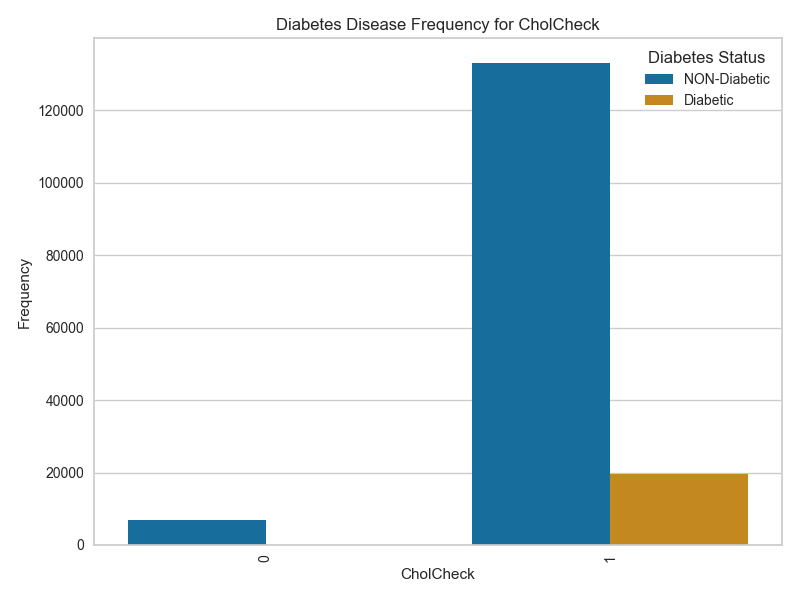 Diabetes Disease Frequency for CholCheck
Diabetes Status
NON-Diabetic
Diabetic
120000
100000
80000
60000
40000
20000
0
Frequency
0
1
CholCheck